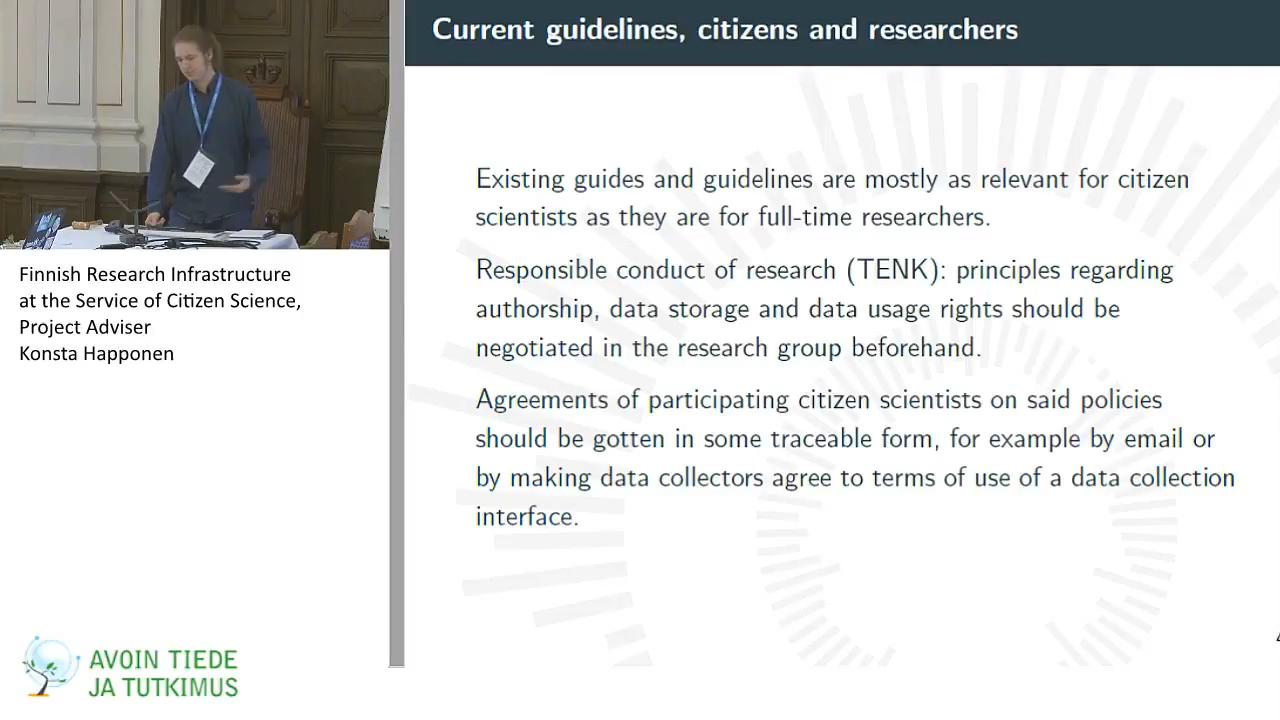 Current guidelines, citizens and researchers
Existing guides and guidelines are mostly as relevant for citizen
scientists as they are for full-time researchers.
Responsible conduct of research (TENK): principles regarding
authorship, data storage and data usage rights should be
negotiated in the research group beforehand.
Agreements of participating citizen scientists on said policies
should be gotten in some traceable form, for example by email or
by making data collectors agree to terms of use of a data collection
interface.
Finnish Research Infrastructure
at the Service of Citizen Science,
Project Adviser
Konsta Happonen
AVOIN TIEDE
JA TUTKIMUS